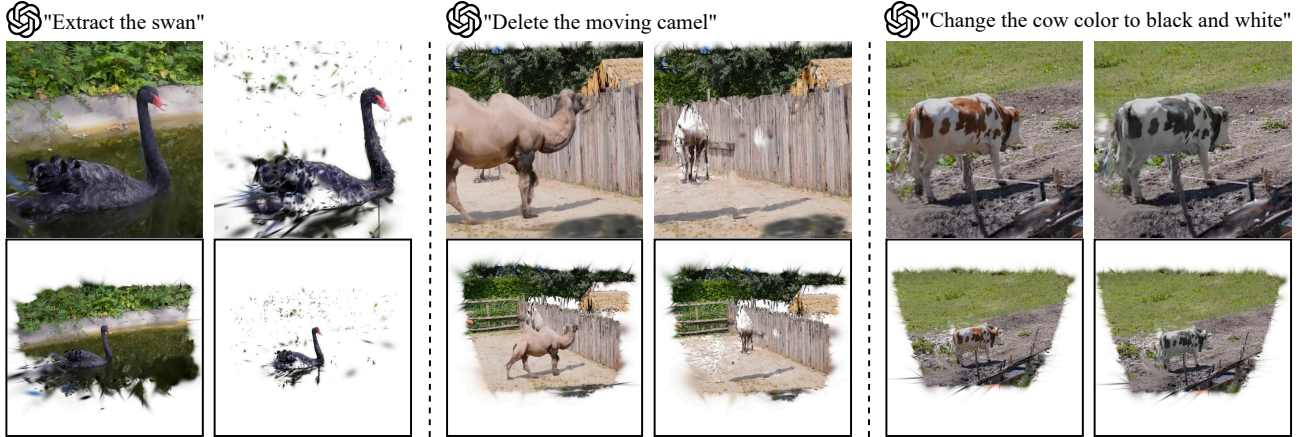 "Extract the swan"
"Delete the moving camel"
"Change the cow color to black and white"